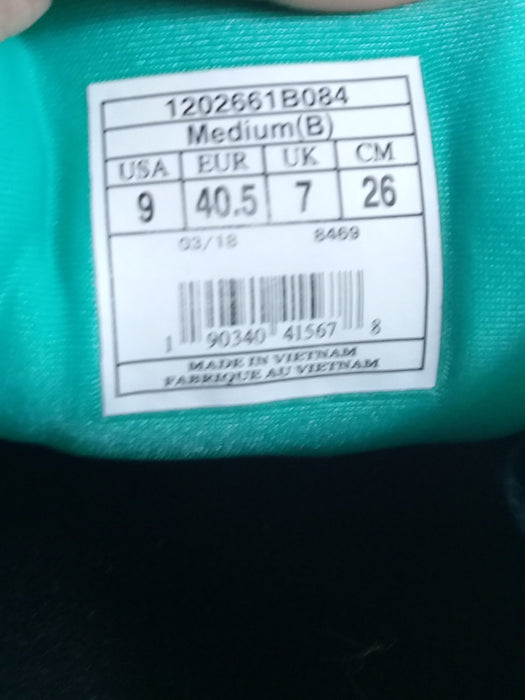 1202661B084
Medium(B)
USA EUR UK CM
9 40.5 7 26
03/18 8469
1 90340 41567 8
MADE IN VIETNAM
FABRIQUE AU VIETNAM